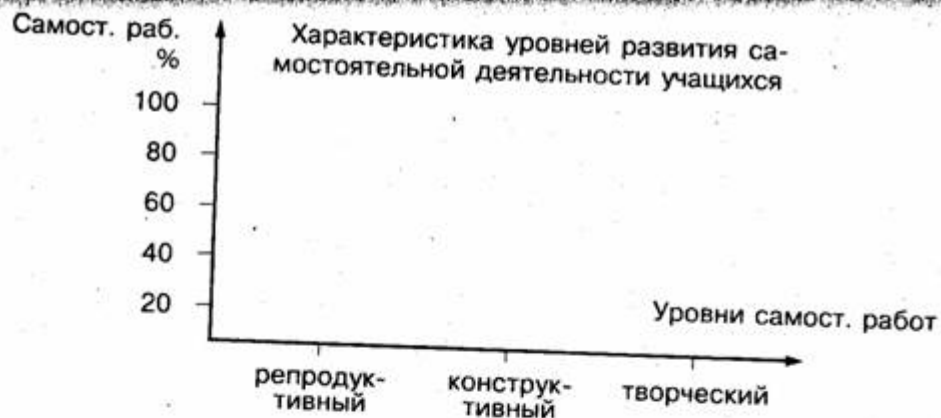 Самост. раб.
%
Характеристика уровней развития са-
мостоятельной деятельности учащихся
100
80
60
40
20
Уровни самост. работ
репродук-
тивный
конструк-
тивный
творческий